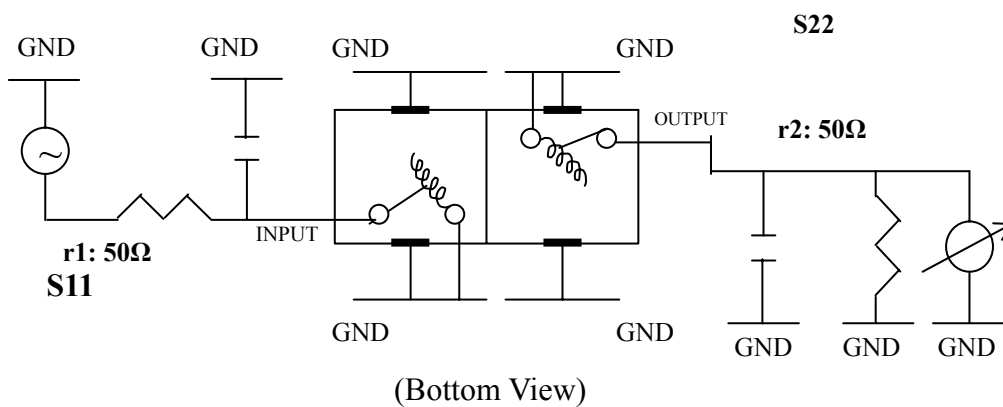 S22
GND
GND
GND
GND
OUTPUT
r2: 50Ω
~
INPUT
r1: 50Ω
S11
GND
GND
GND
GND
GND
(Bottom View)